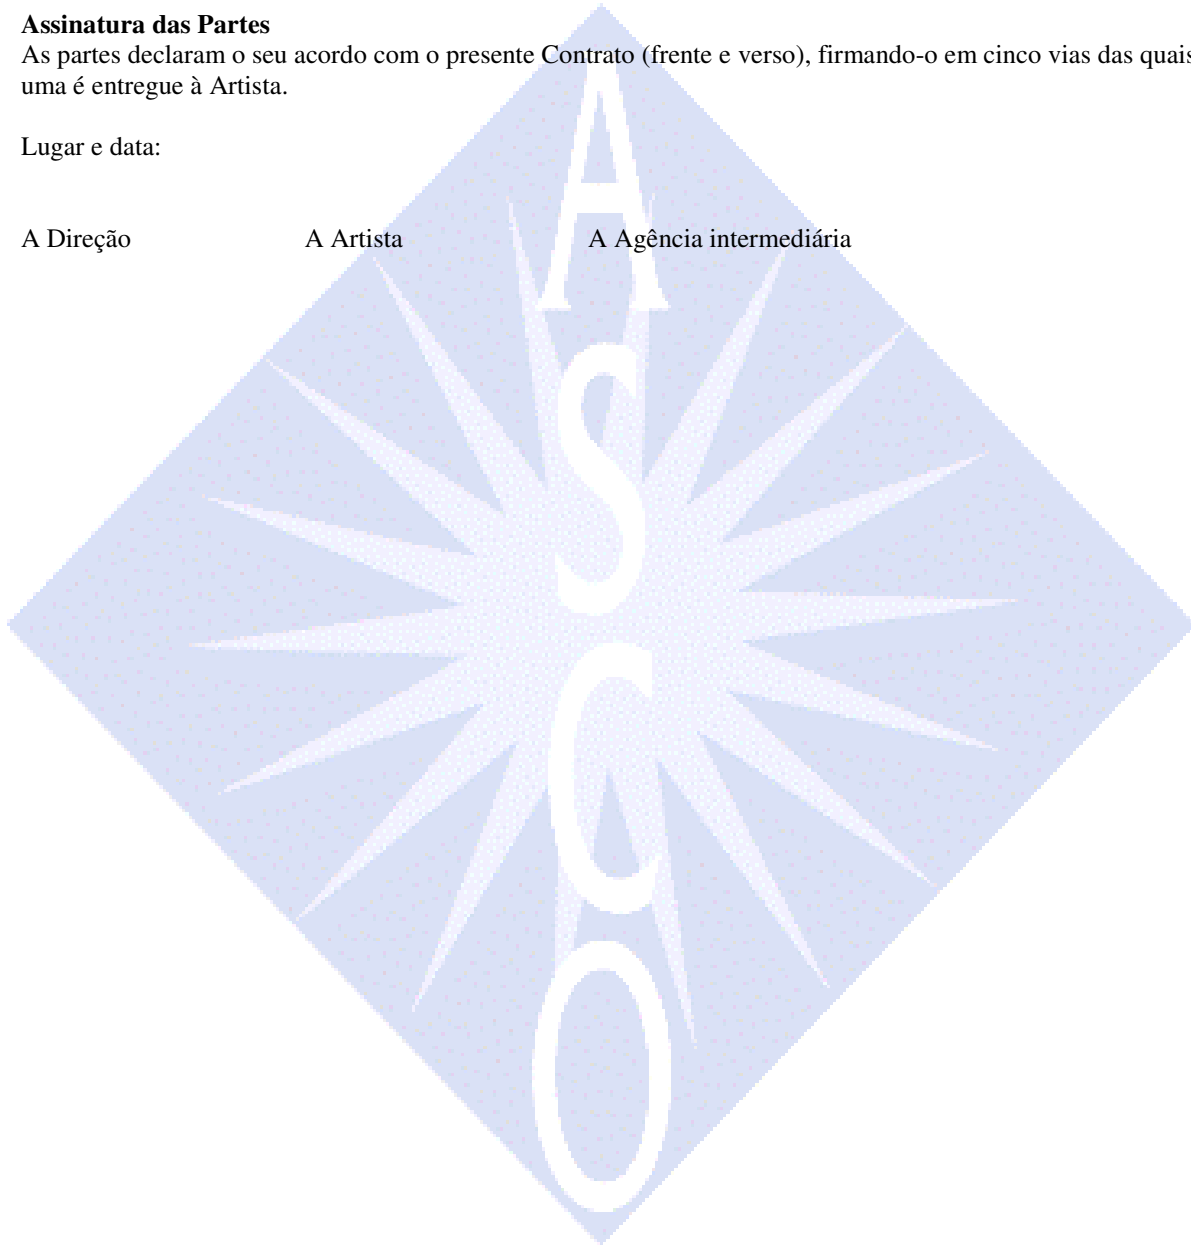 Assinatura das Partes
As partes declaram o seu acordo com o presente Contrato (frente e verso), firmando-o em cinco vias das quais
uma é entregue à Artista.
Lugar e data:
A Direção A Artista A Agência intermediária
A
S
C
O